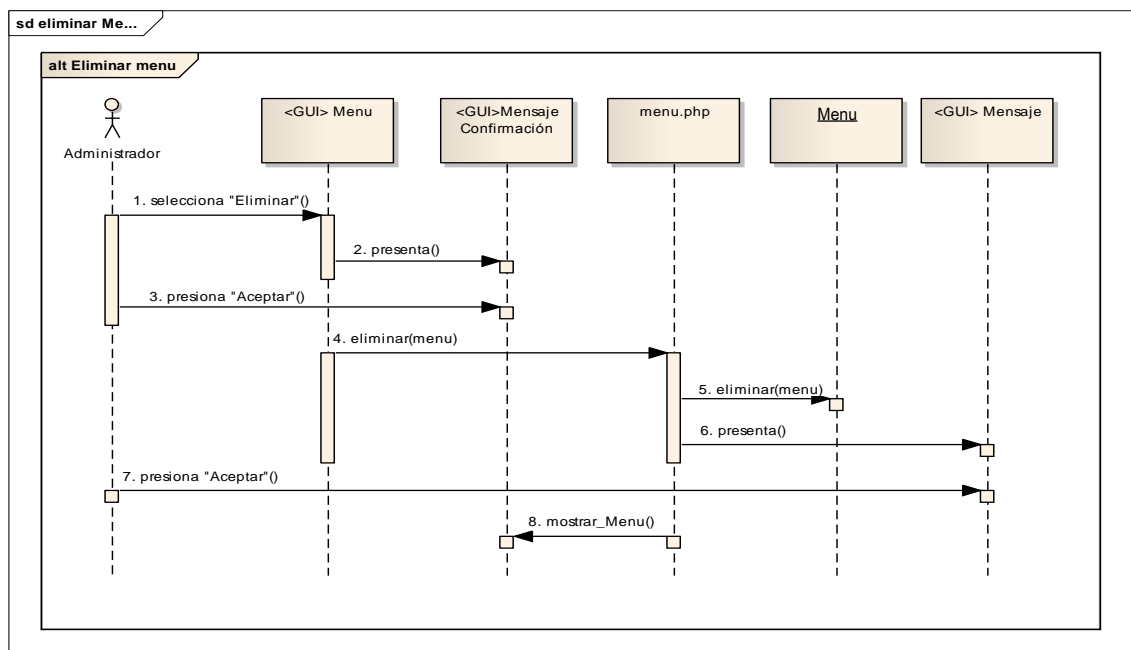 sd eliminar Me...
alt Eliminar menu
Administrador
<GUI> Menu
<GUI>Mensaje
Confirmación
menu.php
Menu
<GUI> Mensaje
1. selecciona "Eliminar"()
2. presenta()
3. presiona "Aceptar"()
4. eliminar(menu)
5. eliminar(menu)
6. presenta()
7. presiona "Aceptar"()
8. mostrar_Menu()